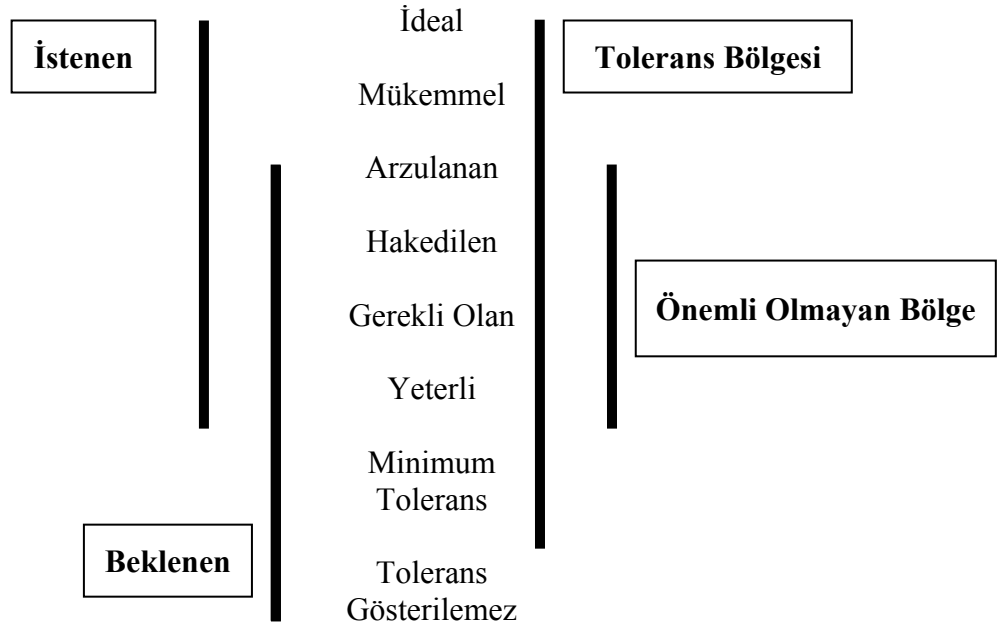 İdeal
İstenen
Tolerans Bölgesi
Mükemmel
Arzulanan
Hakedilen
Gerekli Olan
Önemli Olmayan Bölge
Yeterli
Minimum
Tolerans
Beklenen
Tolerans
Gösterilemez